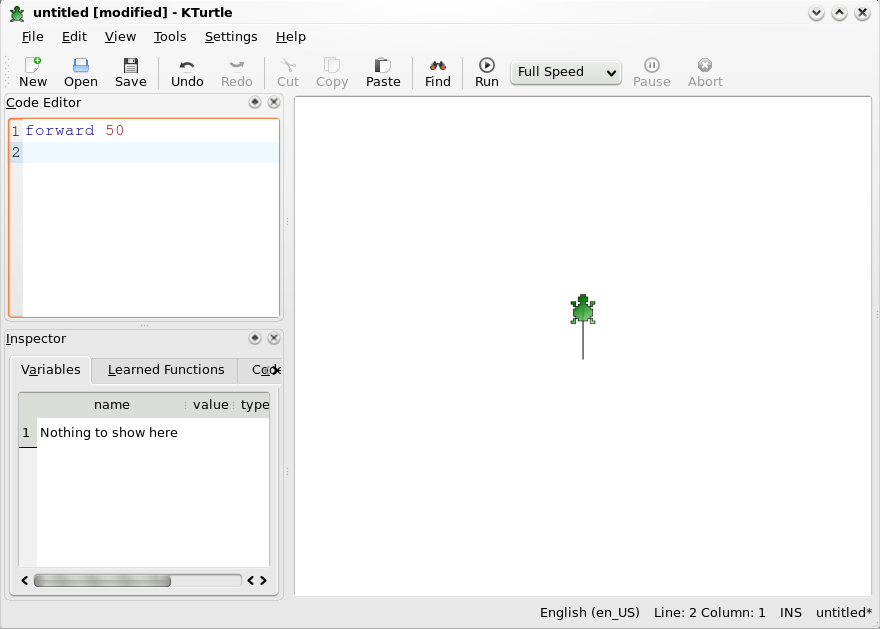 untitled [modified] - KTurtle
File Edit View Tools Settings Help
New Open Save Undo Redo Cut Copy Paste Find Run Full Speed Pause Abort
Code Editor
1 forward 50
2
Inspector
Variables Learned Functions Code
name value type
1 Nothing to show here
English (en_US) Line: 2 Column: 1 INS untitled*